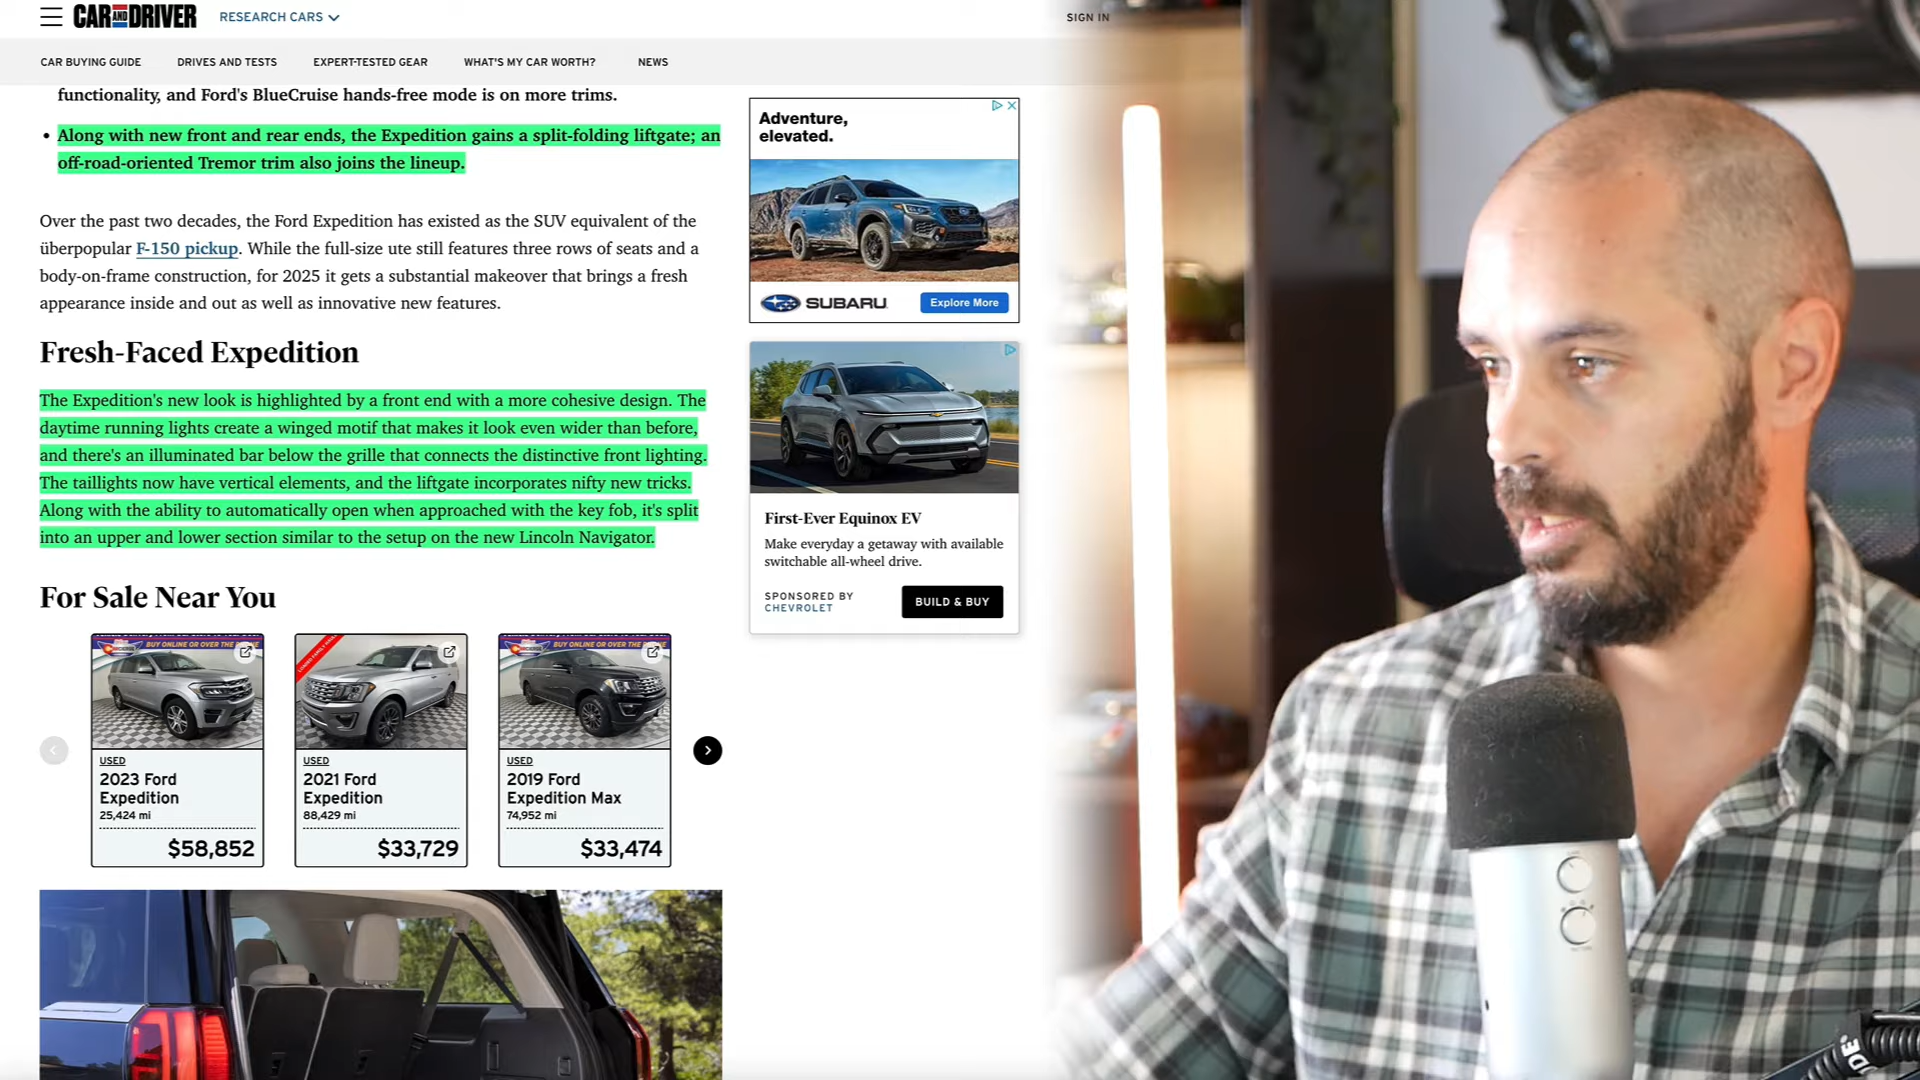 CAR AND DRIVER
RESEARCH CARS
SIGN IN
CAR BUYING GUIDE
DRIVES AND TESTS
EXPERT-TESTED GEAR
WHAT'S MY CAR WORTH?
NEWS
functionality, and Ford's BlueCruise hands-free mode is on more trims.
• Along with new front and rear ends, the Expedition gains a split-folding liftgate; an
off-road-oriented Tremor trim also joins the lineup.
Over the past two decades, the Ford Expedition has existed as the SUV equivalent of the
überpopular F-150 pickup. While the full-size ute still features three rows of seats and a
body-on-frame construction, for 2025 it gets a substantial makeover that brings a fresh
appearance inside and out as well as innovative new features.
Fresh-Faced Expedition
The Expedition's new look is highlighted by a front end with a more cohesive design. The
daytime running lights create a winged motif that makes it look even wider than before,
and there's an illuminated bar below the grille that connects the distinctive front lighting.
The taillights now have vertical elements, and the liftgate incorporates nifty new tricks.
Along with the ability to automatically open when approached with the key fob, it's split
into an upper and lower section similar to the setup on the new Lincoln Navigator.
For Sale Near You
BUY ONLINE OR OVER THE
USED
2023 Ford
Expedition
25,424 mi
$58,852
USED
2021 Ford
Expedition
88,429 mi
$33,729
BUY ONLINE OR OVER THE
USED
2019 Ford
Expedition Max
74,952 mi
$33,474
Adventure,
elevated.
SUBARU
Explore More
First-Ever Equinox EV
Make everyday a getaway with available
switchable all-wheel drive.
SPONSORED BY
CHEVROLET
BUILD & BUY